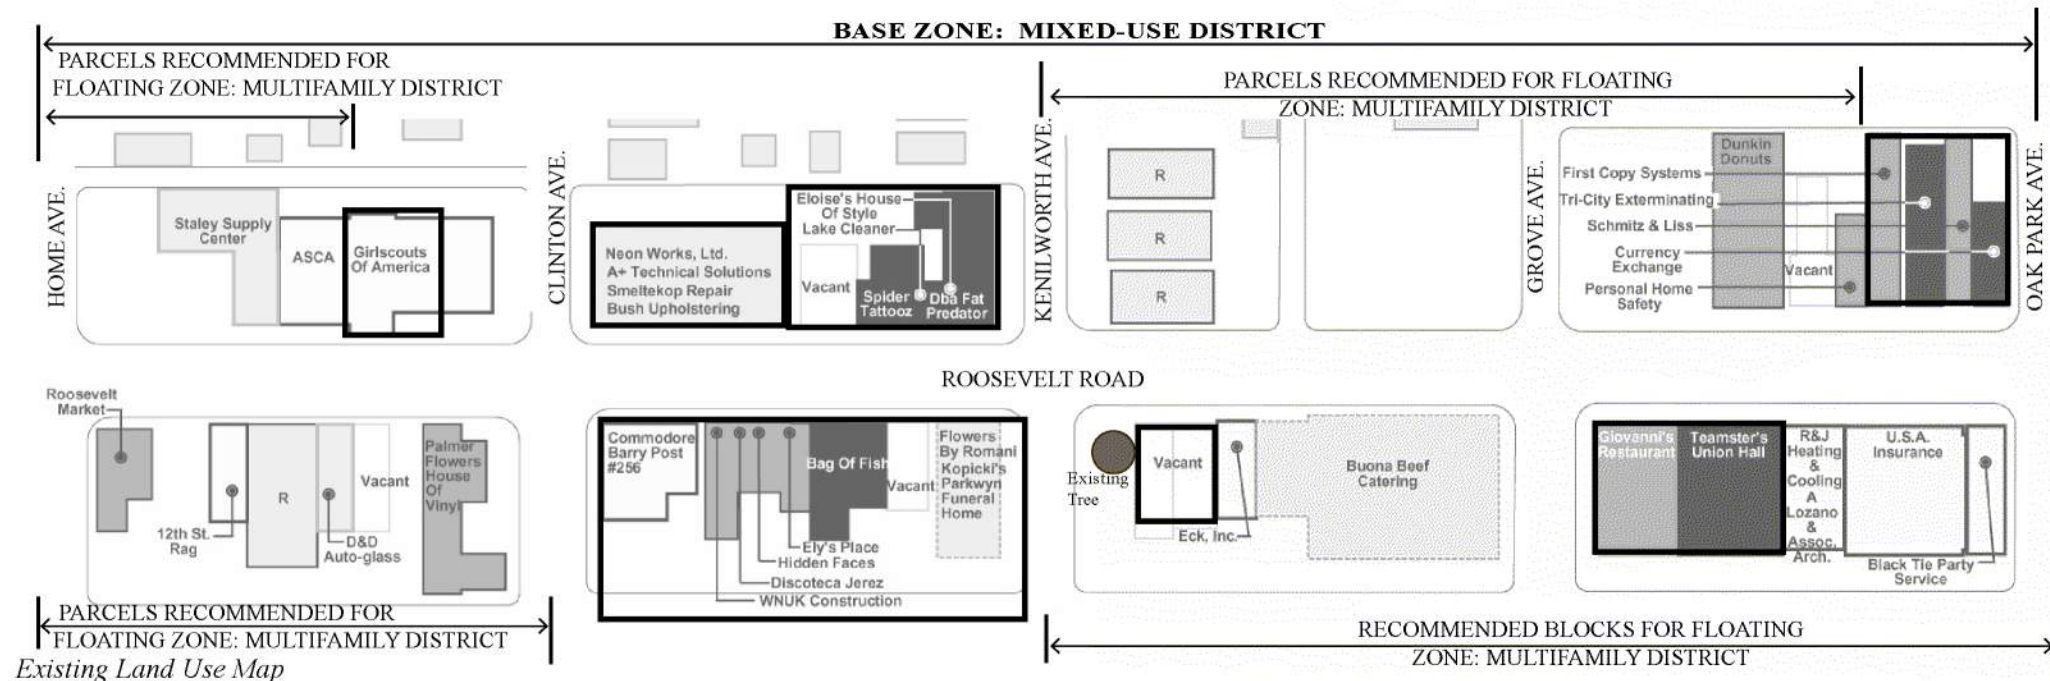 BASE ZONE: MIXED-USE DISTRICT
PARCELS RECOMMENDED FOR
FLOATING ZONE: MULTIFAMILY DISTRICT
PARCELS RECOMMENDED FOR FLOATING
ZONE: MULTIFAMILY DISTRICT
HOME AVE.
Staley Supply
Center
ASCA
Girlscouts
Of America
CLINTON AVE.
Neon Works, Ltd.
A+ Technical Solutions
Smeltekop Repair
Bush Upholstering
Eloise's House
Of Style
Lake Cleaner
Vacant
Spider
Tattooz
Dba Fat
Predator
KENILWORTH AVE.
R
R
R
GROVE AVE.
Dunkin
Donuts
First Copy Systems
Tri-City Exterminating
Schmitz & Liss
Currency
Exchange
Personal Home
Safety
Vacant
OAK PARK AVE.
ROOSEVELT ROAD
Roosevelt
Market
12th St.
Rag
R
D&D
Auto-glass
Vacant
Palmer
Flowers
House
Of
Vinyl
Commodore
Barry Post
#256
Bag Of Fish
Vacant
Flowers
By Romani
Kopicki's
Parkwyn
Funeral
Home
Ely's Place
Hidden Faces
Discoteca Jerez
WNUK Construction
Existing
Tree
Vacant
Eck, Inc.
Buona Beef
Catering
Giovanni's
Restaurant
Teamster's
Union Hall
R&J
Heating
&
Cooling
A
Lozano
&
Assoc.
Arch.
U.S.A.
Insurance
Black Tie Party
Service
PARCELS RECOMMENDED FOR
FLOATING ZONE: MULTIFAMILY DISTRICT
RECOMMENDED BLOCKS FOR FLOATING
ZONE: MULTIFAMILY DISTRICT
Existing Land Use Map